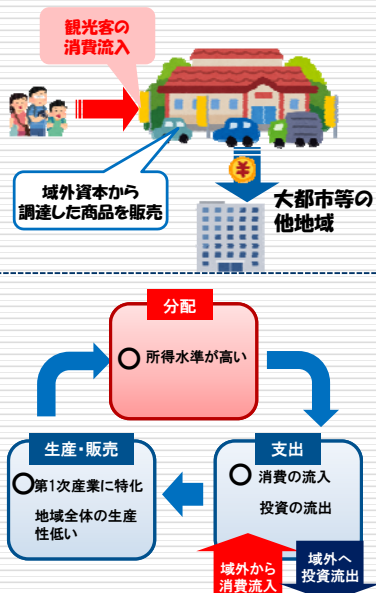 観光客の
消費流入
域外資本から
調達した商品を販売
¥
大都市等の
他地域
分配
○ 所得水準が高い
生産・販売
○第1次産業に特化
地域全体の生産
性低い
支出
○ 消費の流入
投資の流出
域外から
消費流入
域外へ
投資流出